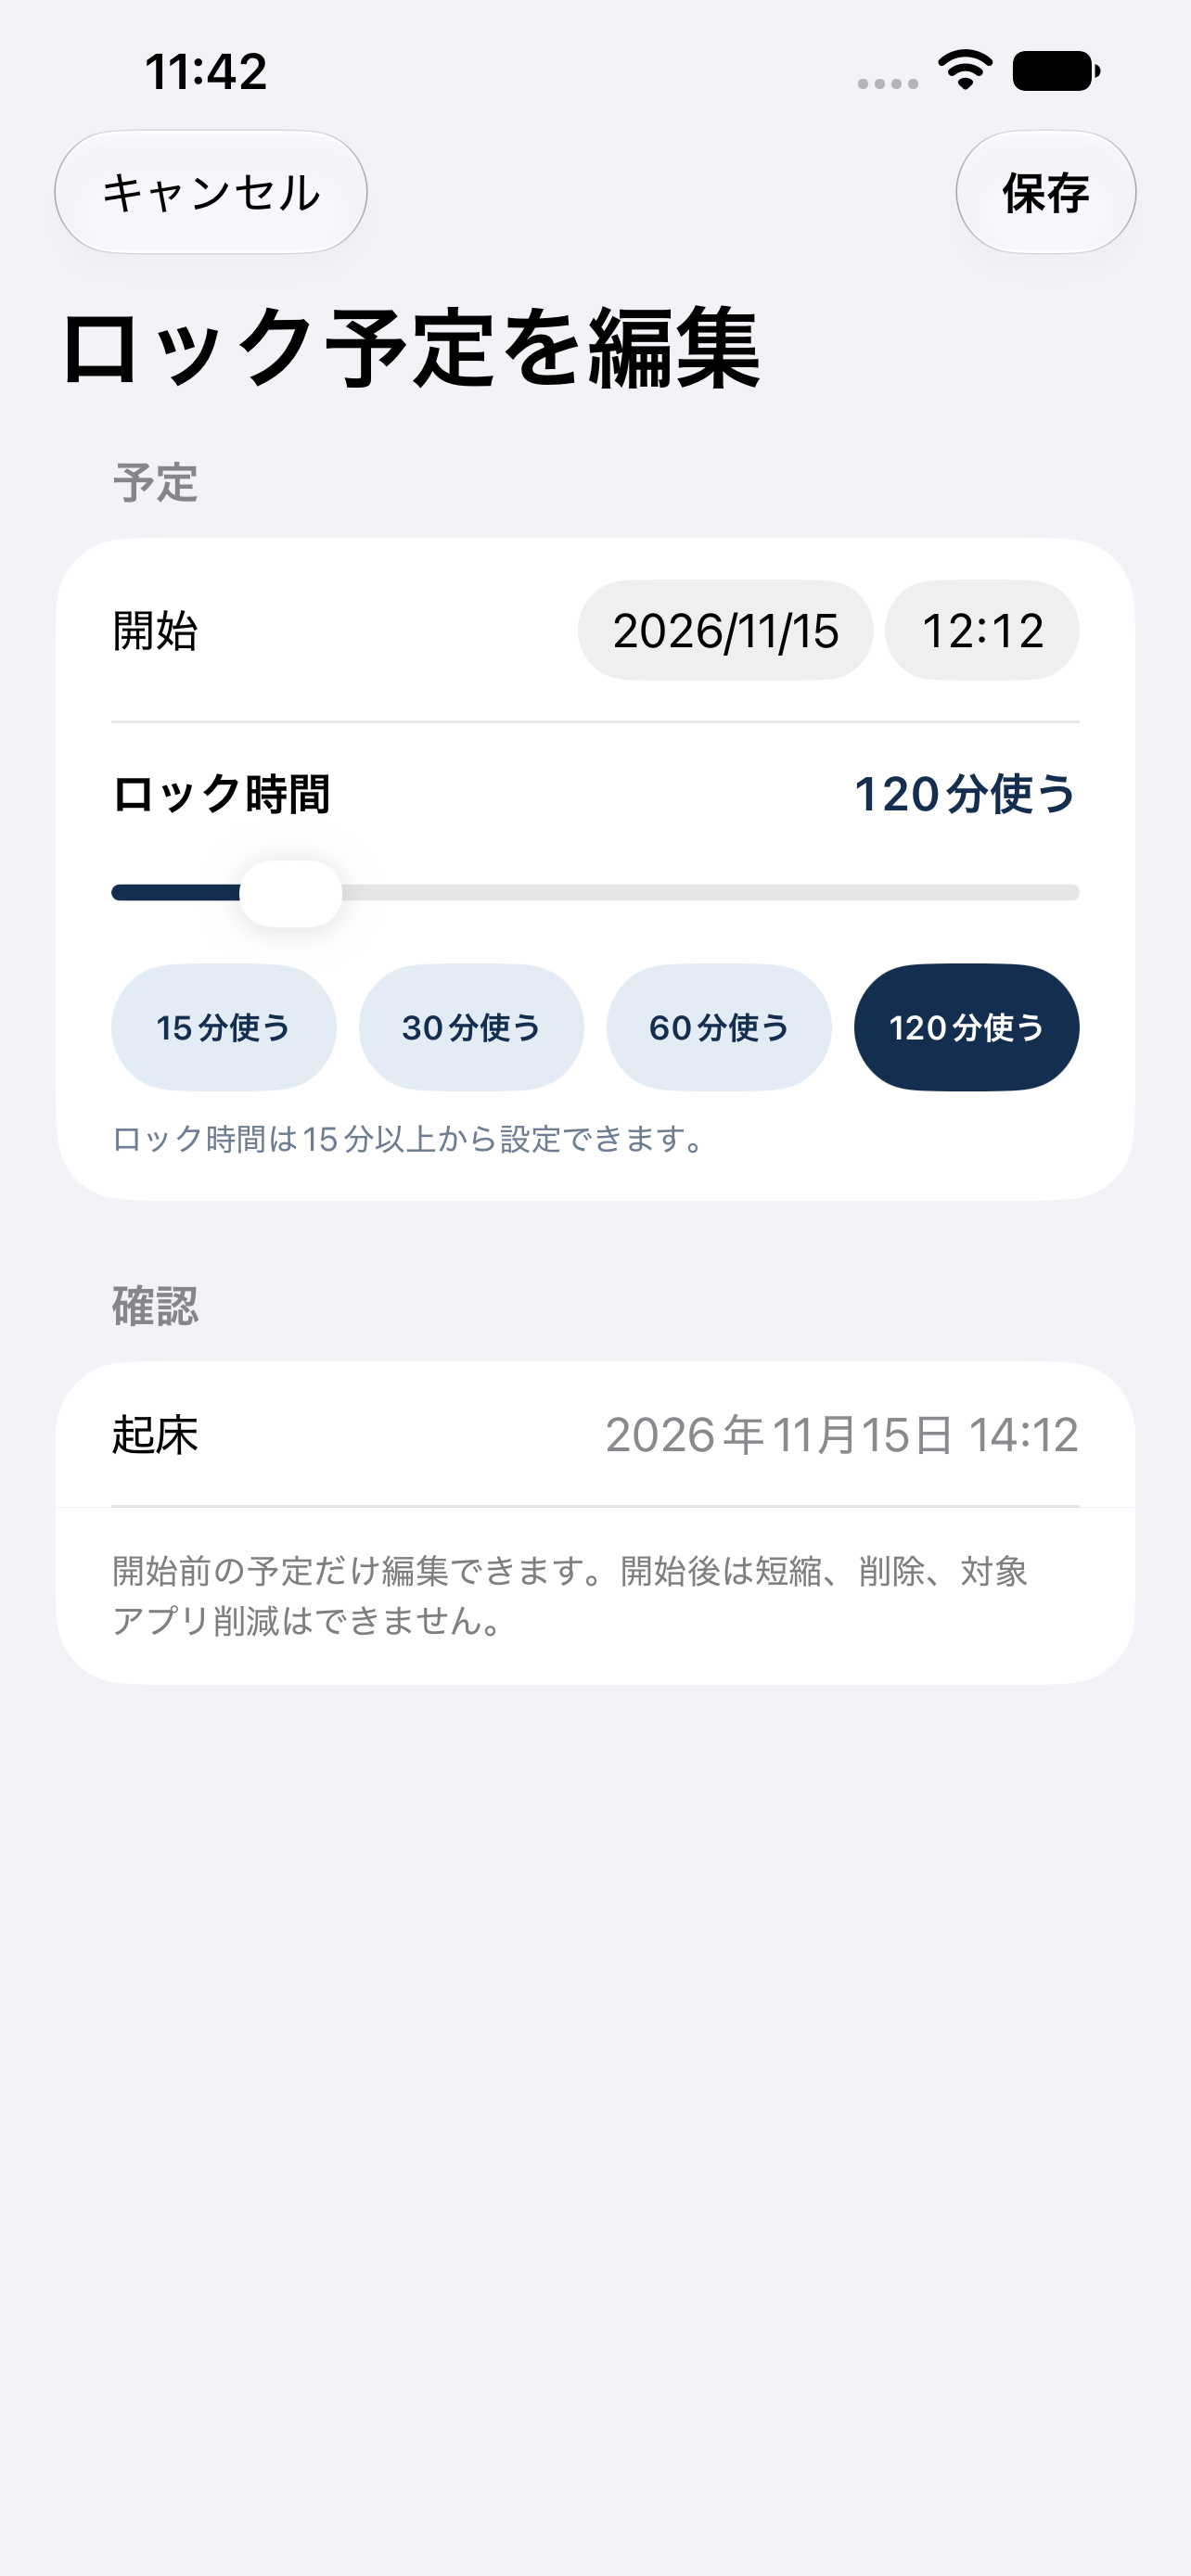 11:42
キャンセル
保存
ロック予定を編集
予定
開始 2026/11/15 12:12
ロック時間 120分使う
15分使う 30分使う 60分使う 120分使う
ロック時間は15分以上から設定できます。
確認
起床 2026年11月15日 14:12
開始前の予定だけ編集できます。開始後は短縮、削除、対象
アプリ削減はできません。